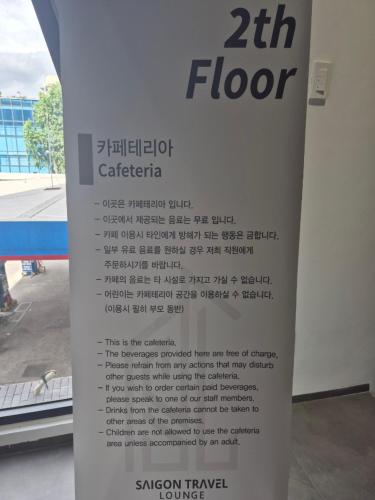 2th
Floor
카페테리아
Cafeteria
- 이곳은 카페테리아 입니다.
- 이곳에서 제공되는 음료는 무료 입니다.
- 카페 이용시 타인에게 방해가 되는 행동은 금합니다.
- 일부 유료 음료를 원하실 경우 저희 직원에게
주문하시기를 바랍니다.
- 카페의 음료는 타 시설로 가지고 가실 수 없습니다.
- 어린이는 카페테리아 공간을 이용하실 수 없습니다.
(이용시 필히 부모 동반)
- This is the cafeteria.
- The beverages provided here are free of charge,
- Please refrain from any actions that may disturb
other guests while using the cafeteria.
- If you wish to order certain paid beverages,
please speak to one of our staff members.
- Drinks from the cafeteria cannot be taken to
other areas of the premises.
- Children are not allowed to use the cafeteria
area unless accompanied by an adult.
SAIGON TRAVEL
LOUNGE